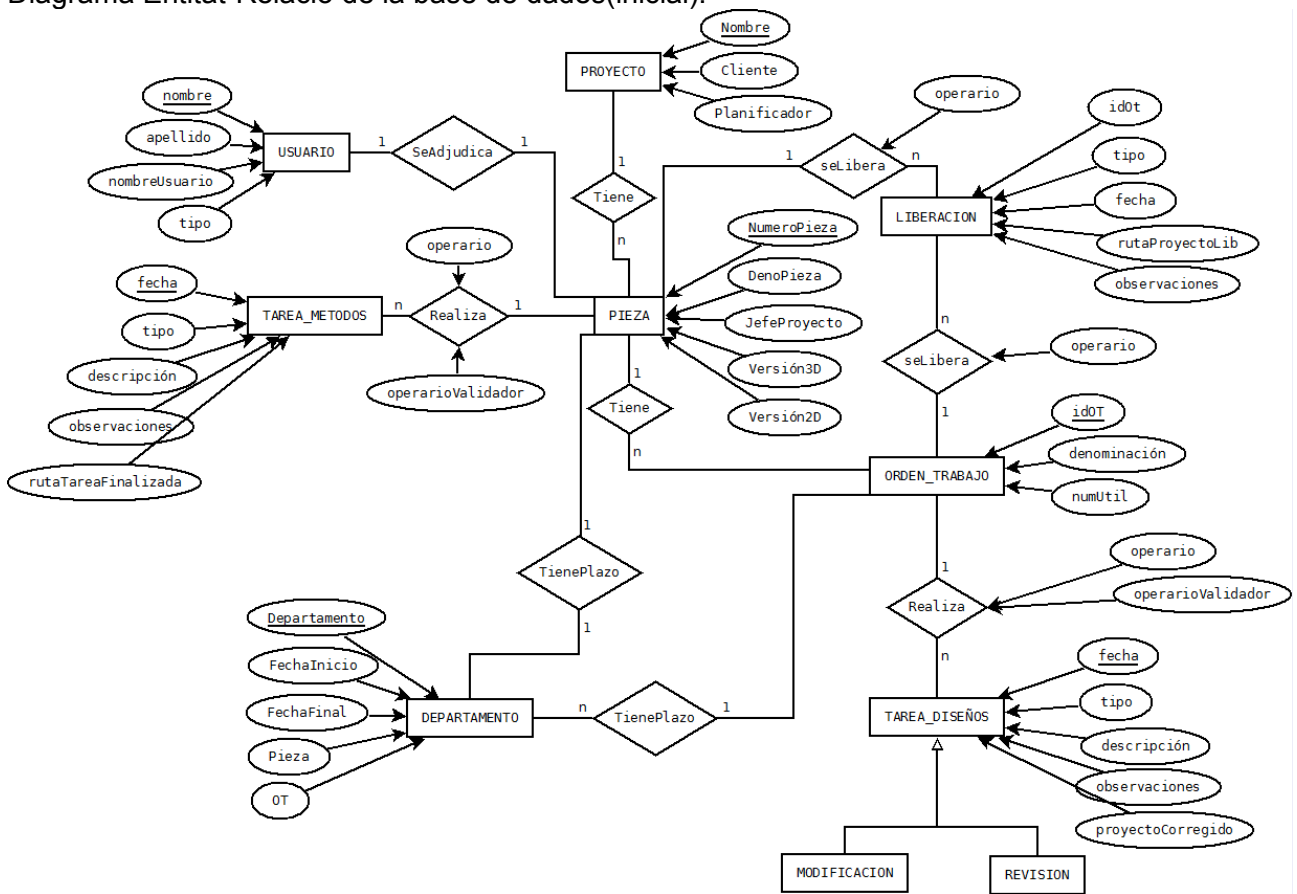 Diagrama Entitat-Relació de la base de dades(inicial):
Nombre
PROYECTO
Cliente
Planificador
operario
nombre
idOt
apellido
1
1
1
n
USUARIO
SeAdjudica
seLibera
tipo
nombreUsuario
1
fecha
Tiene
LIBERACION
tipo
NumeroPieza
operario
n
rutaProyectoLib
fecha
DenoPieza
observaciones
n
1
TAREA_METODOS
Realiza
PIEZA
JefeProyecto
n
tipo
operario
descripción
Versión3D
seLibera
1
operarioValidador
Tiene
Versión2D
1
idOT
observaciones
n
denominación
rutaTareaFinalizada
ORDEN_TRABAJO
numUtil
1
operario
TienePlazo
1
operarioValidador
Realiza
Departamento
1
n
fecha
FechaInicio
tipo
FechaFinal
n
1
DEPARTAMENTO
TienePlazo
TAREA_DISEÑOS
descripción
Pieza
observaciones
OT
proyectoCorregido
MODIFICACION
REVISION